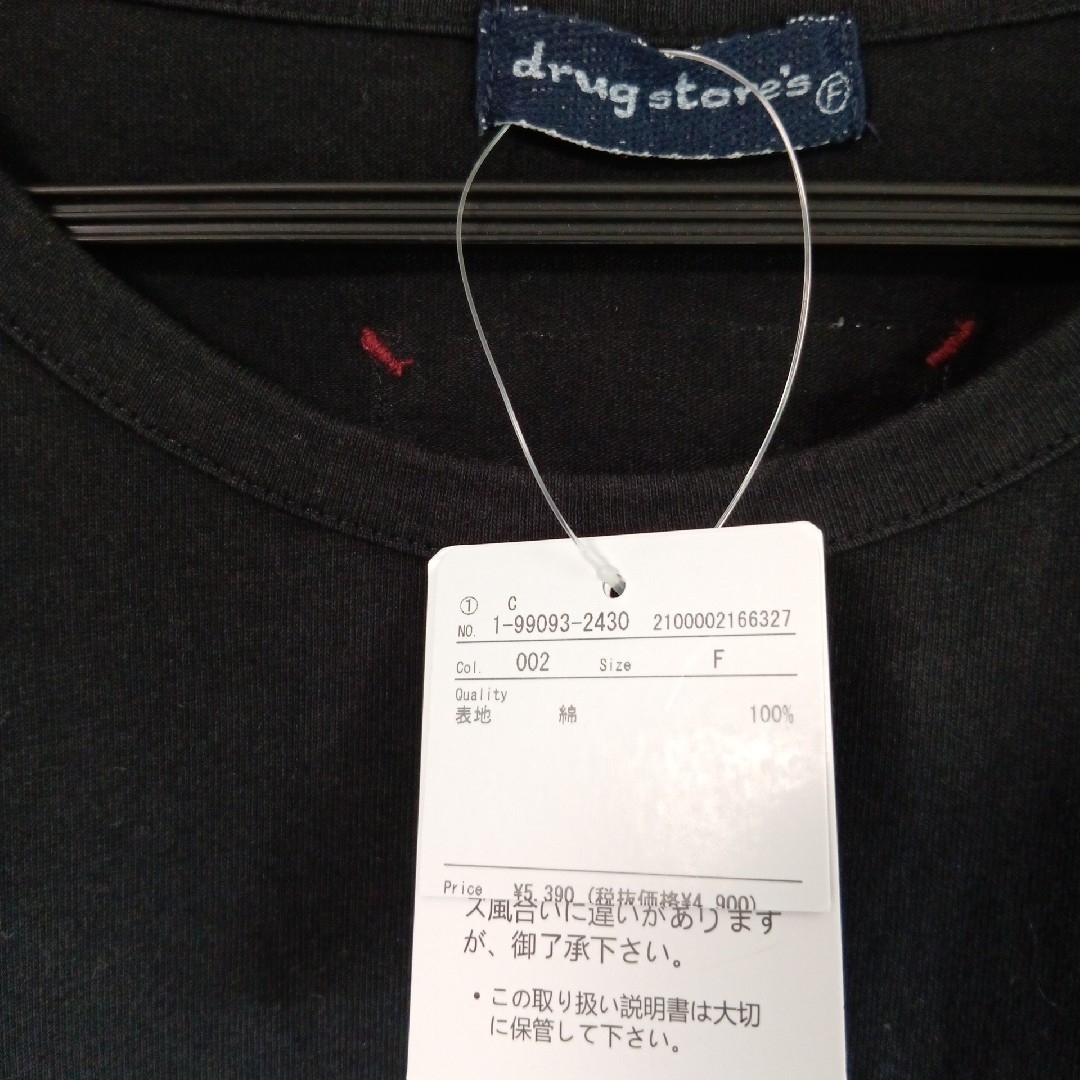 drug store's Ⓕ
① C
NO. 1-99093-2430 2100002166327
Col. 002 Size F
Quality
表地 綿 100%
Price ¥5,390 (税抜価格¥4,900)
ス風合いに違いがあります
が、御了承下さい。
・この取り扱い説明書は大切
に保管して下さい。